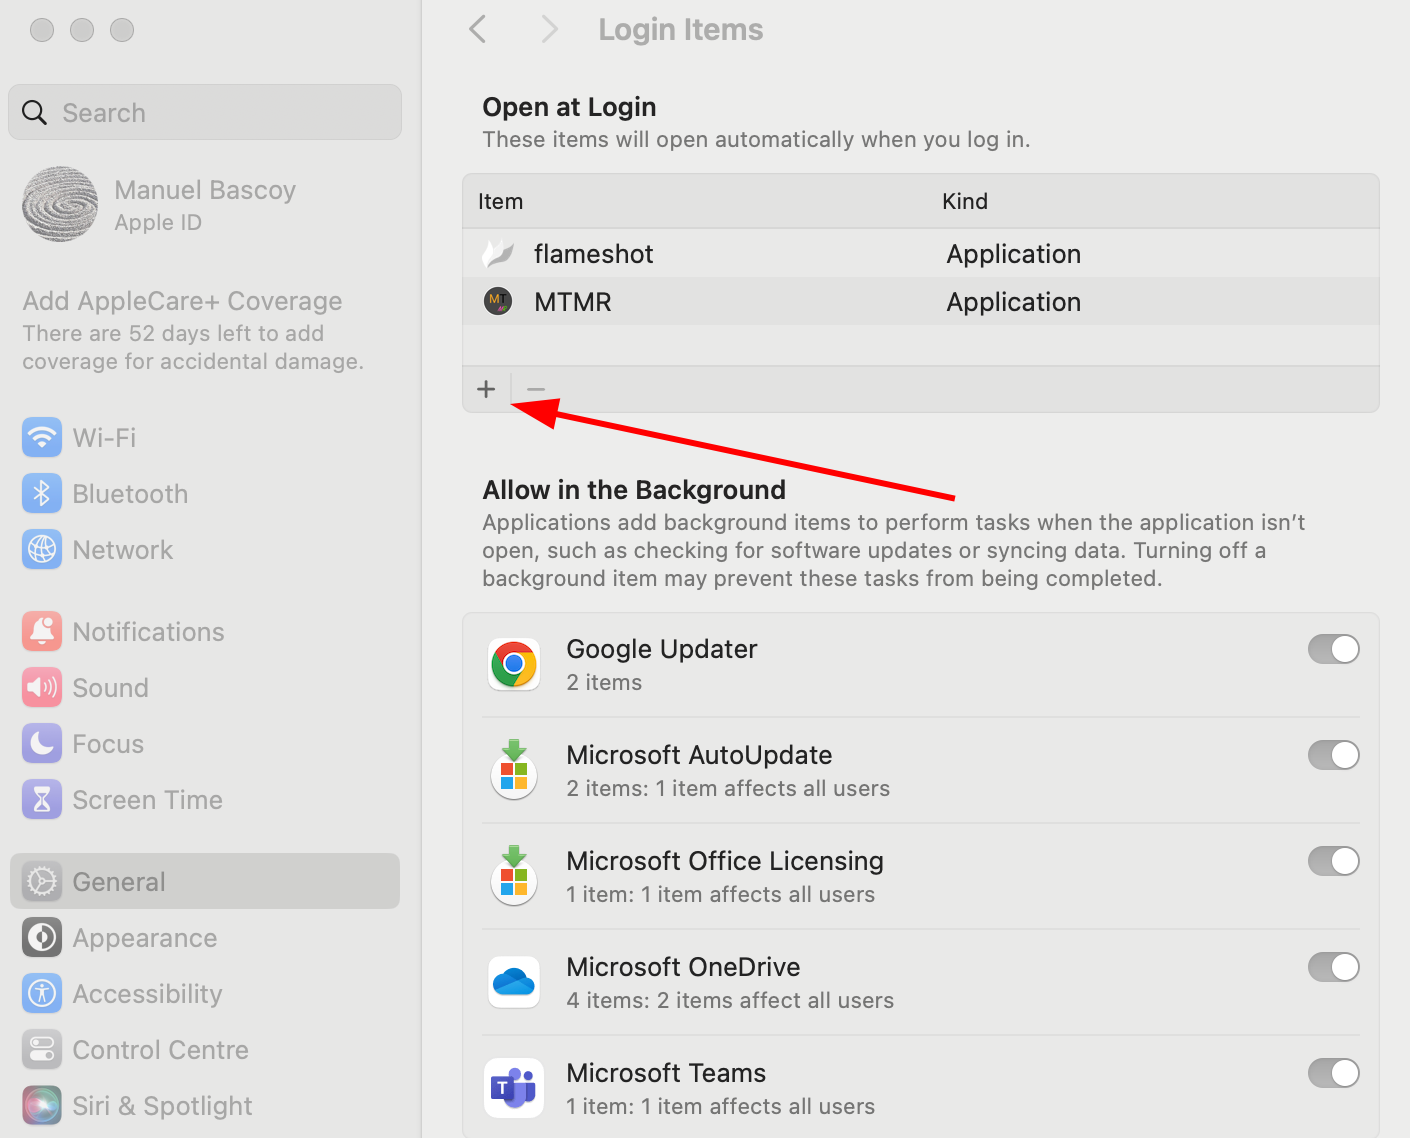 Login Items
Search
Manuel Bascoy
Apple ID
Add AppleCare+ Coverage
There are 52 days left to add
coverage for accidental damage.
Wi-Fi
Bluetooth
Network
Notifications
Sound
Focus
Screen Time
General
Appearance
Accessibility
Control Centre
Siri & Spotlight
Open at Login
These items will open automatically when you log in.
Item Kind
flameshot Application
MT MTMR Application
+ −
Allow in the Background
Applications add background items to perform tasks when the application isn’t
open, such as checking for software updates or syncing data. Turning off a
background item may prevent these tasks from being completed.
Google Updater
2 items
Microsoft AutoUpdate
2 items: 1 item affects all users
Microsoft Office Licensing
1 item: 1 item affects all users
Microsoft OneDrive
4 items: 2 items affect all users
T
Microsoft Teams
1 item: 1 item affects all users